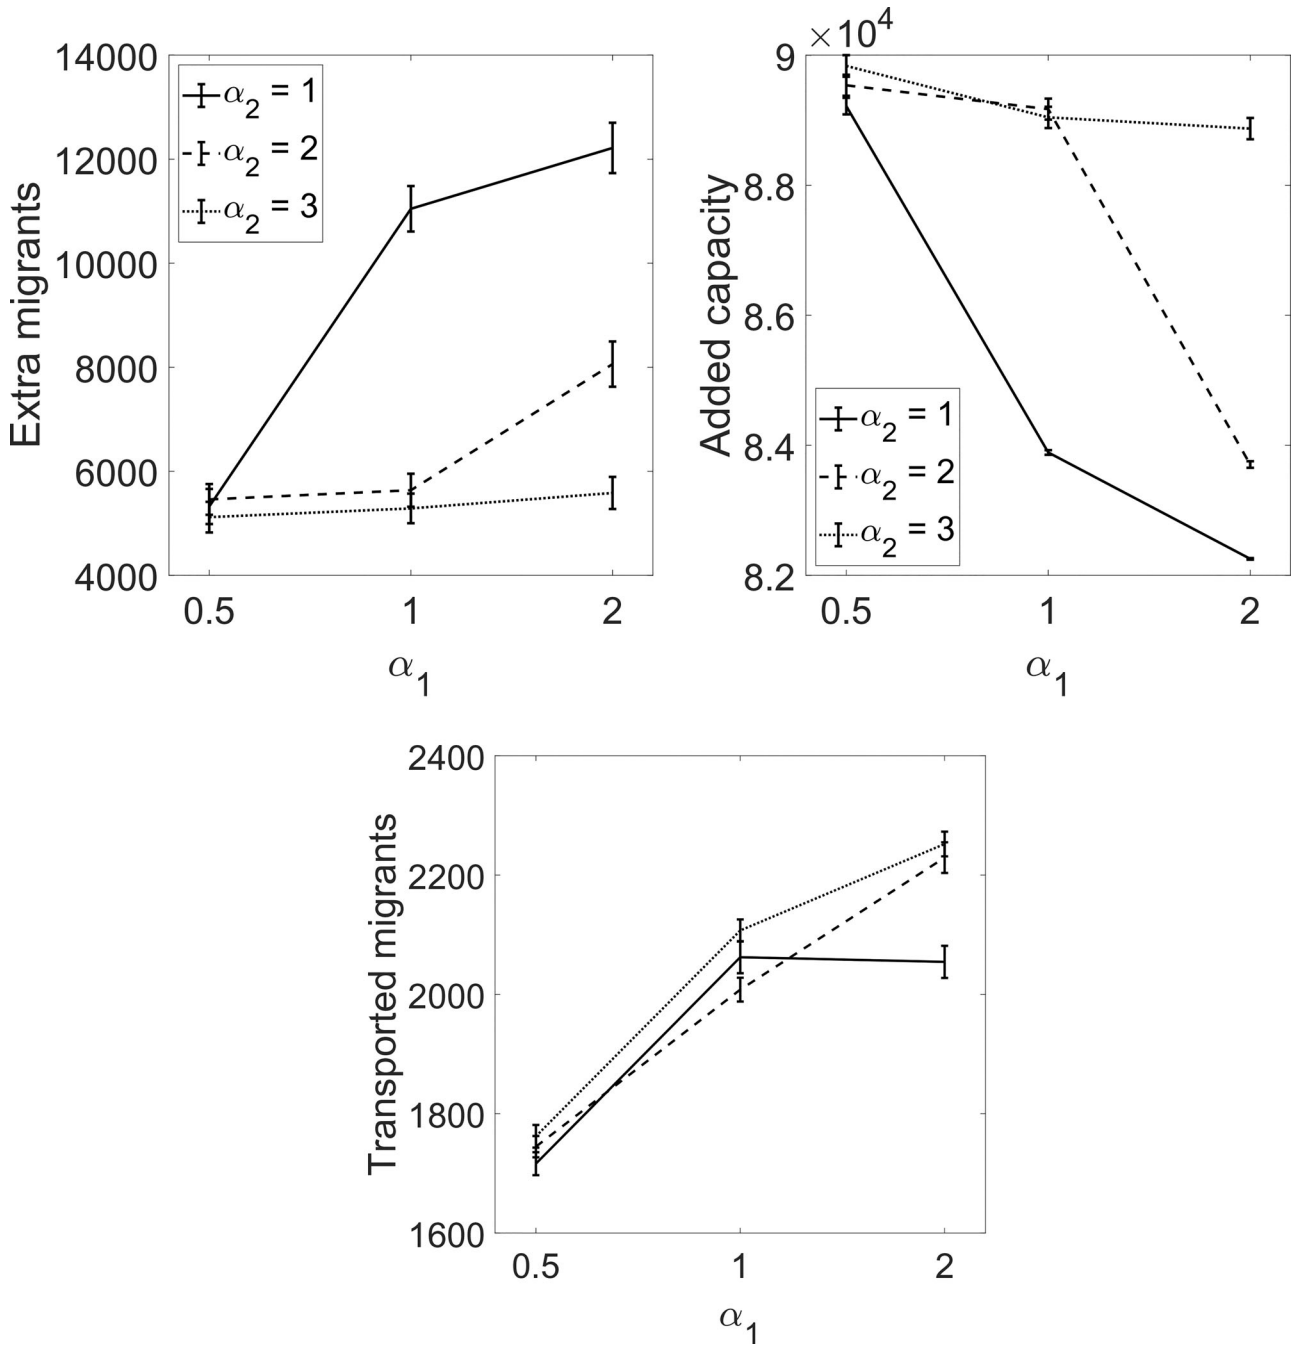 ×10⁴
14000
12000
10000
8000
6000
4000
Extra migrants
α₂ = 1
α₂ = 2
α₂ = 3
0.5 1 2
α₁
9
8.8
8.6
8.4
8.2
Added capacity
α₂ = 1
α₂ = 2
α₂ = 3
0.5 1 2
α₁
2400
2200
2000
1800
1600
Transported migrants
0.5 1 2
α₁